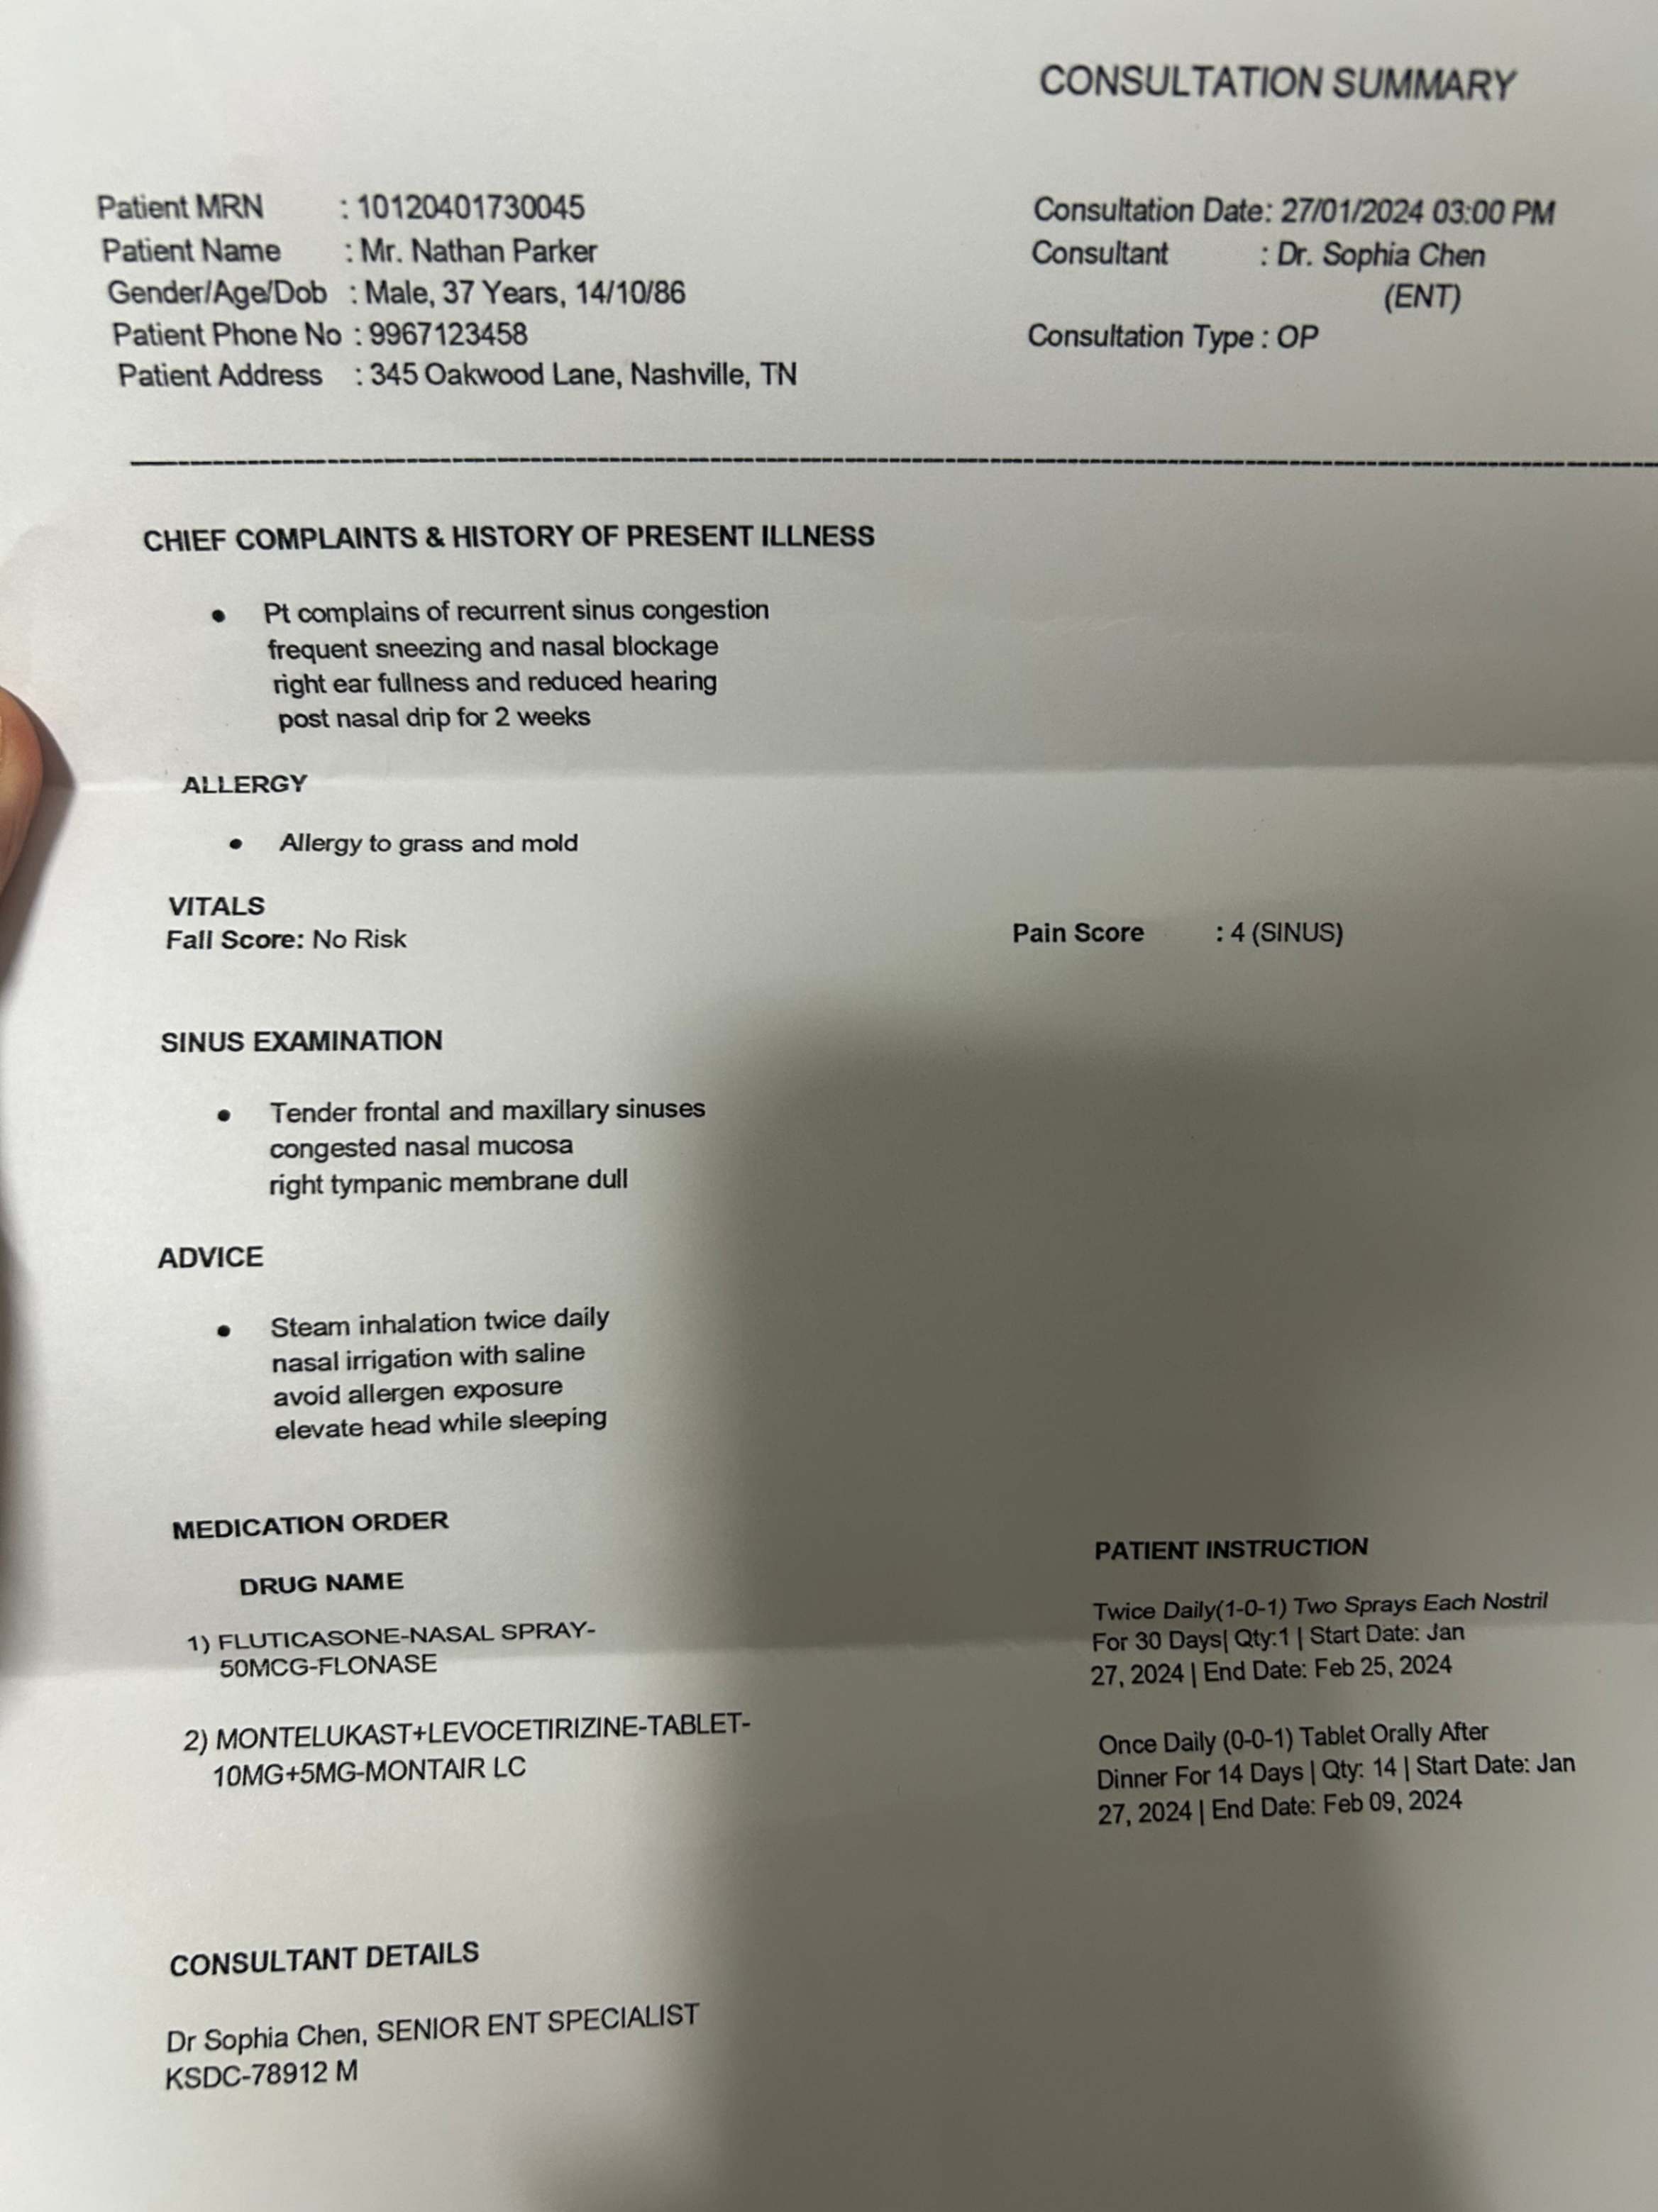 CONSULTATION SUMMARY
Patient MRN : 10120401730045
Patient Name : Mr. Nathan Parker
Gender/Age/Dob : Male, 37 Years, 14/10/86
Patient Phone No : 9967123458
Patient Address : 345 Oakwood Lane, Nashville, TN
Consultation Date: 27/01/2024 03:00 PM
Consultant : Dr. Sophia Chen
(ENT)
Consultation Type : OP
CHIEF COMPLAINTS & HISTORY OF PRESENT ILLNESS
• Pt complains of recurrent sinus congestion
frequent sneezing and nasal blockage
right ear fullness and reduced hearing
post nasal drip for 2 weeks
ALLERGY
• Allergy to grass and mold
VITALS
Fall Score: No Risk
Pain Score : 4 (SINUS)
SINUS EXAMINATION
• Tender frontal and maxillary sinuses
congested nasal mucosa
right tympanic membrane dull
ADVICE
• Steam inhalation twice daily
nasal irrigation with saline
avoid allergen exposure
elevate head while sleeping
MEDICATION ORDER
DRUG NAME
1) FLUTICASONE-NASAL SPRAY-
50MCG-FLONASE
2) MONTELUKAST+LEVOCETIRIZINE-TABLET-
10MG+5MG-MONTAIR LC
PATIENT INSTRUCTION
Twice Daily(1-0-1) Two Sprays Each Nostril
For 30 Days| Qty:1 | Start Date: Jan
27, 2024 | End Date: Feb 25, 2024
Once Daily (0-0-1) Tablet Orally After
Dinner For 14 Days | Qty: 14 | Start Date: Jan
27, 2024 | End Date: Feb 09, 2024
CONSULTANT DETAILS
Dr Sophia Chen, SENIOR ENT SPECIALIST
KSDC-78912 M